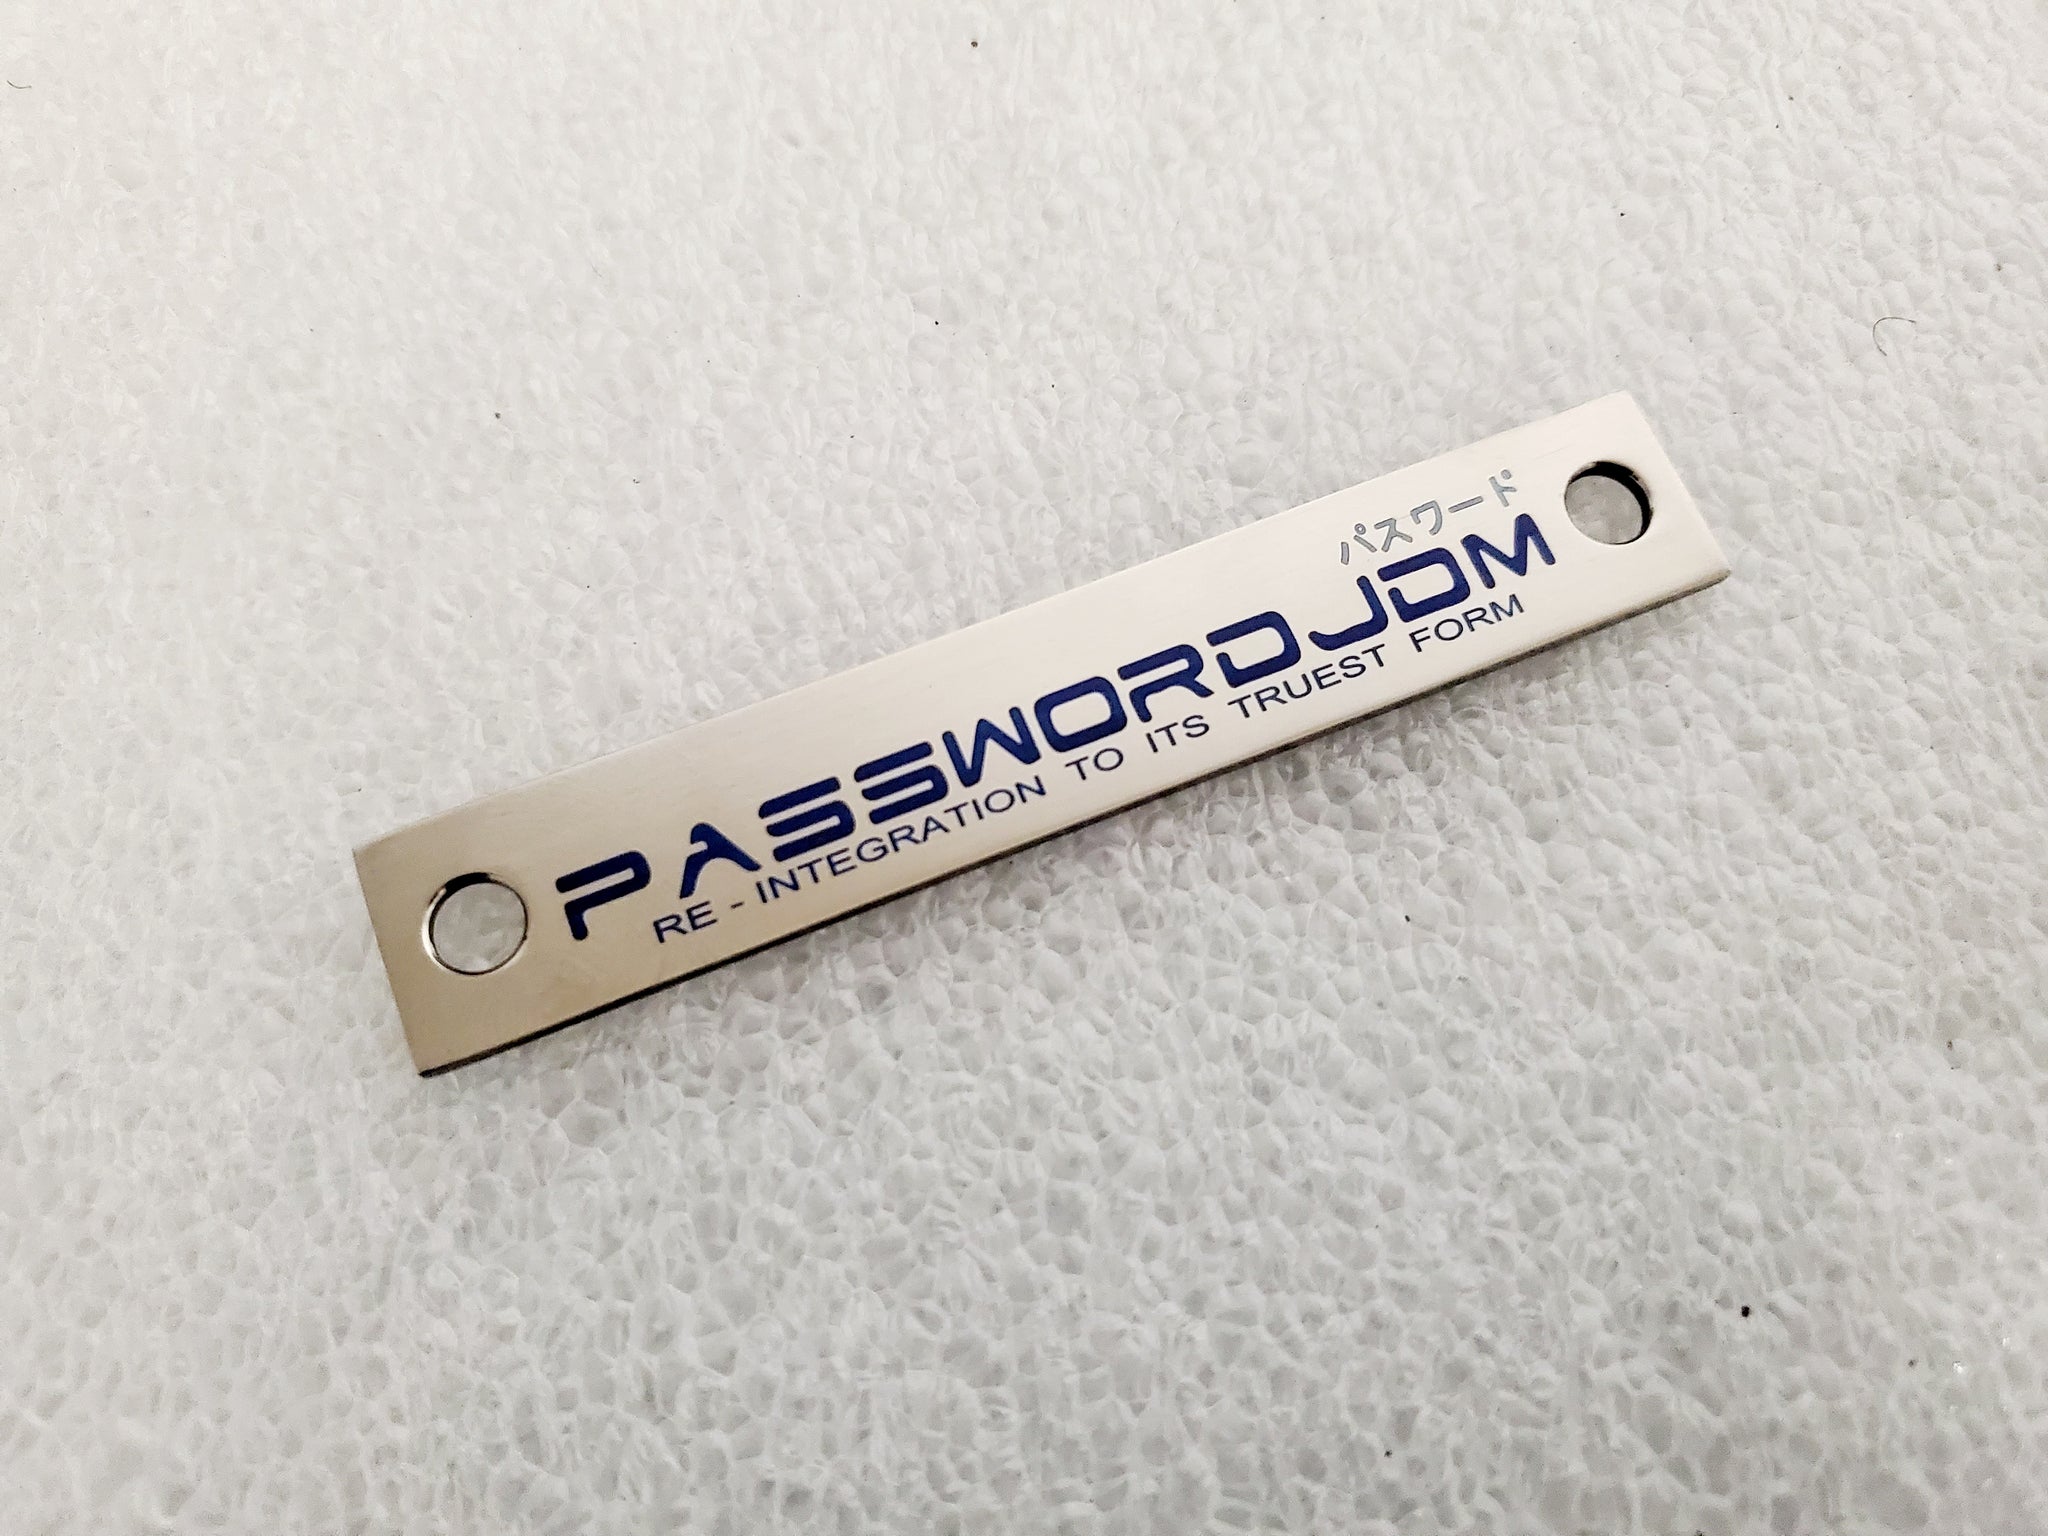 パスワード
PASSWORDJDM
RE - INTEGRATION TO ITS TRUEST FORM